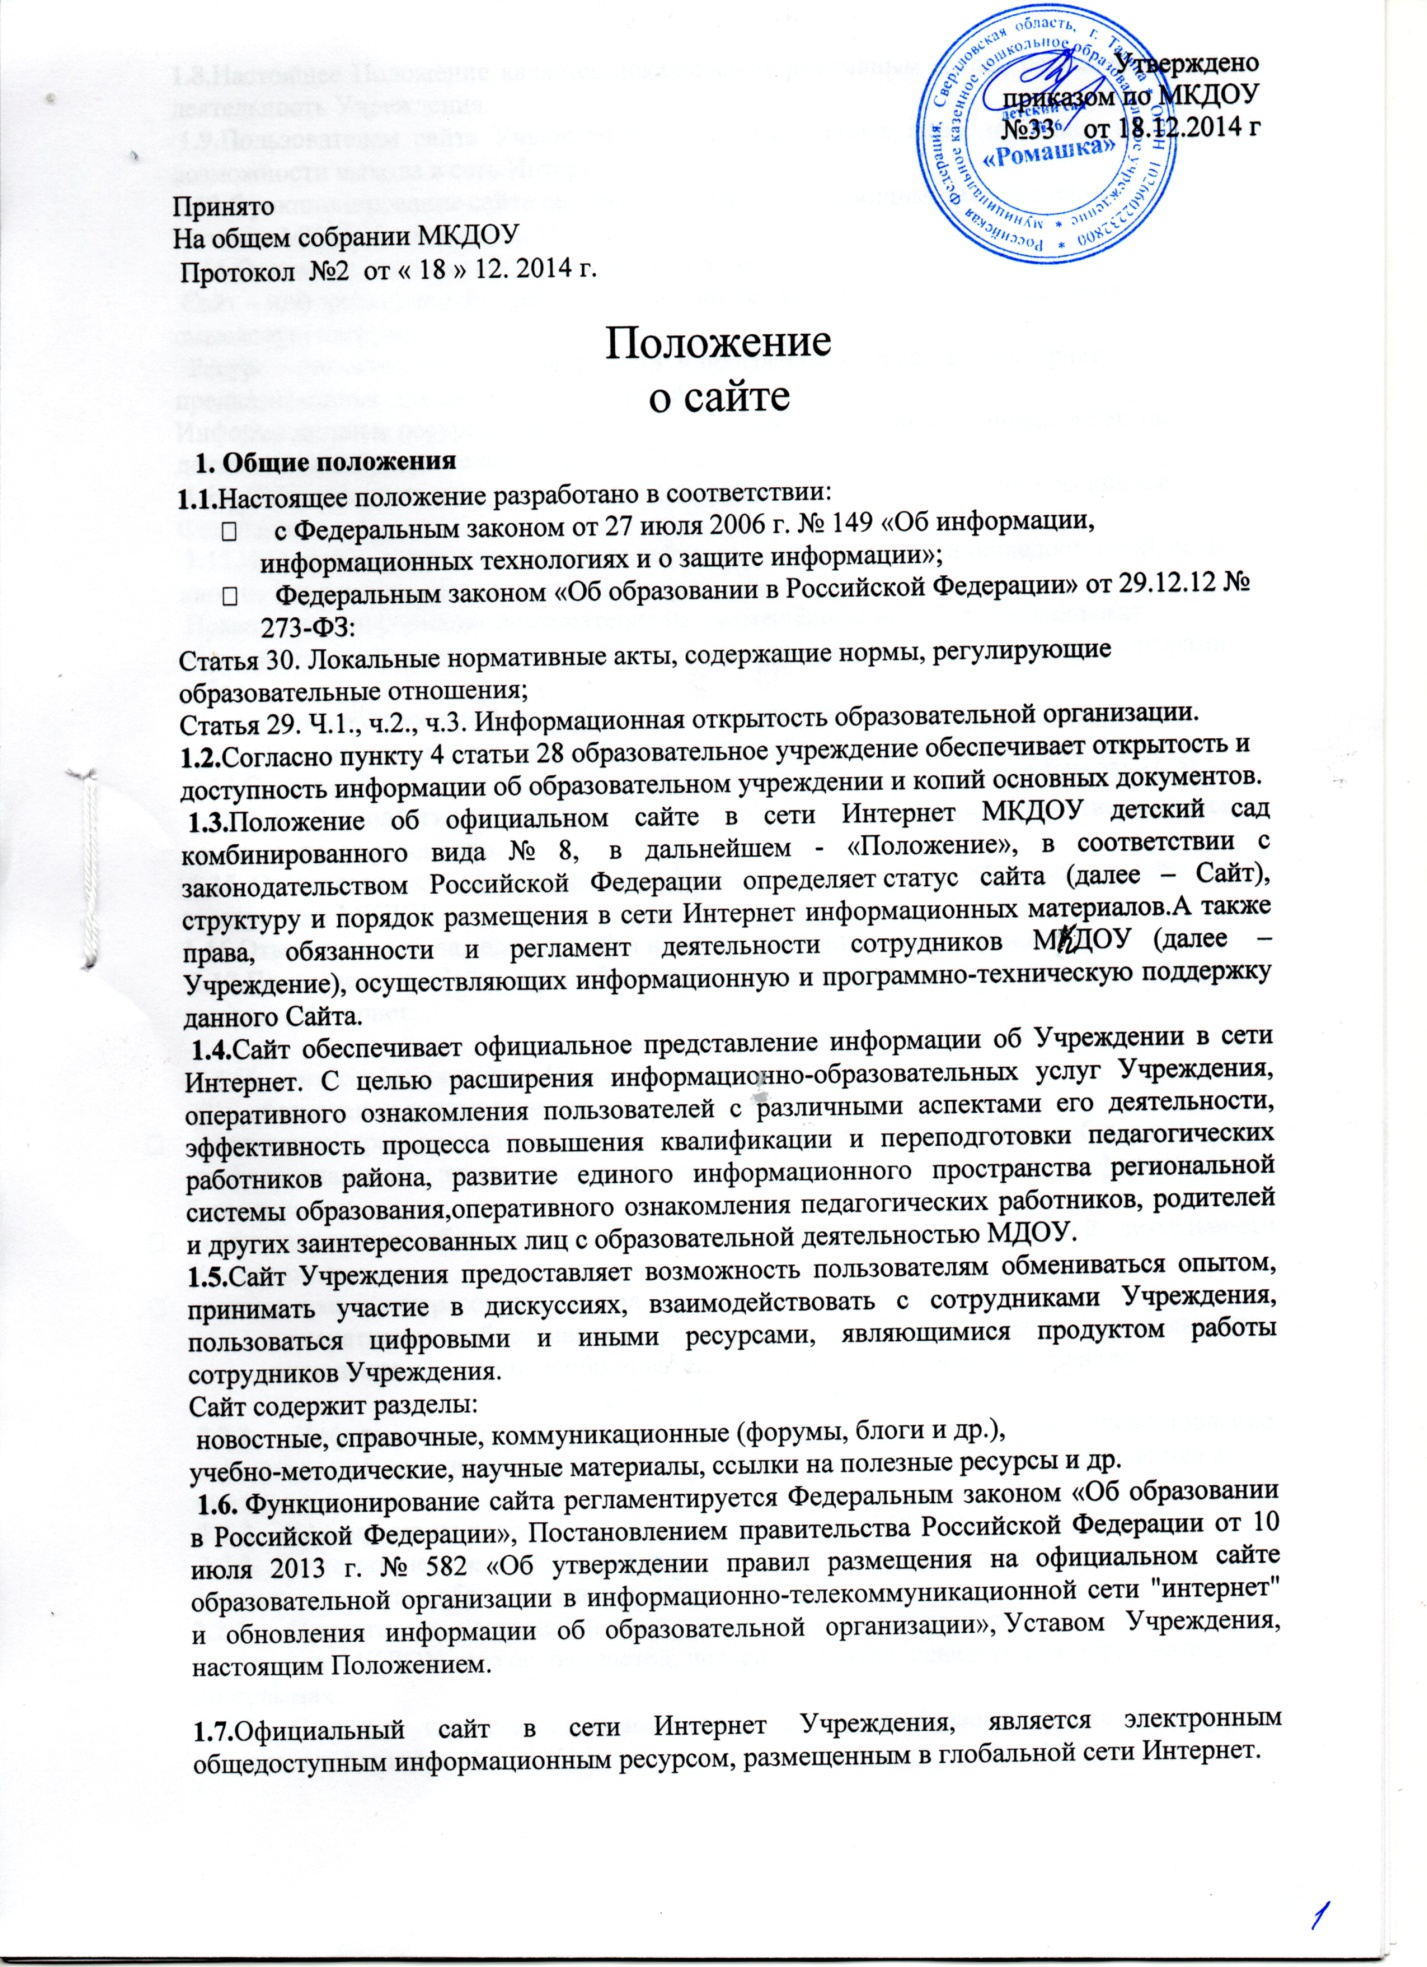 Утверждено
приказом по МКДОУ
№33 от 18.12.2014 г
Российская Федерация, Свердловская область, г. Талица * ОГРН 1026602232800 *
Муниципальное казенное дошкольное образовательное учреждение *
детский сад
«Ромашка»
Принято
На общем собрании МКДОУ
Протокол №2 от « 18 » 12. 2014 г.
Положение
о сайте
1. Общие положения
1.1.Настоящее положение разработано в соответствии:
с Федеральным законом от 27 июля 2006 г. № 149 «Об информации,
информационных технологиях и о защите информации»;
Федеральным законом «Об образовании в Российской Федерации» от 29.12.12 №
273-ФЗ:
Статья 30. Локальные нормативные акты, содержащие нормы, регулирующие
образовательные отношения;
Статья 29. Ч.1., ч.2., ч.3. Информационная открытость образовательной организации.
1.2.Согласно пункту 4 статьи 28 образовательное учреждение обеспечивает открытость и
доступность информации об образовательном учреждении и копий основных документов.
1.3.Положение об официальном сайте в сети Интернет МКДОУ детский сад
комбинированного вида № 8, в дальнейшем - «Положение», в соответствии с
законодательством Российской Федерации определяет статус сайта (далее – Сайт),
структуру и порядок размещения в сети Интернет информационных материалов.А также
права, обязанности и регламент деятельности сотрудников МКДОУ (далее –
Учреждение), осуществляющих информационную и программно-техническую поддержку
данного Сайта.
1.4.Сайт обеспечивает официальное представление информации об Учреждении в сети
Интернет. С целью расширения информационно-образовательных услуг Учреждения,
оперативного ознакомления пользователей с различными аспектами его деятельности,
эффективность процесса повышения квалификации и переподготовки педагогических
работников района, развитие единого информационного пространства региональной
системы образования,оперативного ознакомления педагогических работников, родителей
и других заинтересованных лиц с образовательной деятельностью МДОУ.
1.5.Сайт Учреждения предоставляет возможность пользователям обмениваться опытом,
принимать участие в дискуссиях, взаимодействовать с сотрудниками Учреждения,
пользоваться цифровыми и иными ресурсами, являющимися продуктом работы
сотрудников Учреждения.
Сайт содержит разделы:
новостные, справочные, коммуникационные (форумы, блоги и др.),
учебно-методические, научные материалы, ссылки на полезные ресурсы и др.
1.6. Функционирование сайта регламентируется Федеральным законом «Об образовании
в Российской Федерации», Постановлением правительства Российской Федерации от 10
июля 2013 г. № 582 «Об утверждении правил размещения на официальном сайте
образовательной организации в информационно-телекоммуникационной сети "интернет"
и обновления информации об образовательной организации», Уставом Учреждения,
настоящим Положением.
1.7.Официальный сайт в сети Интернет Учреждения, является электронным
общедоступным информационным ресурсом, размещенным в глобальной сети Интернет.
1